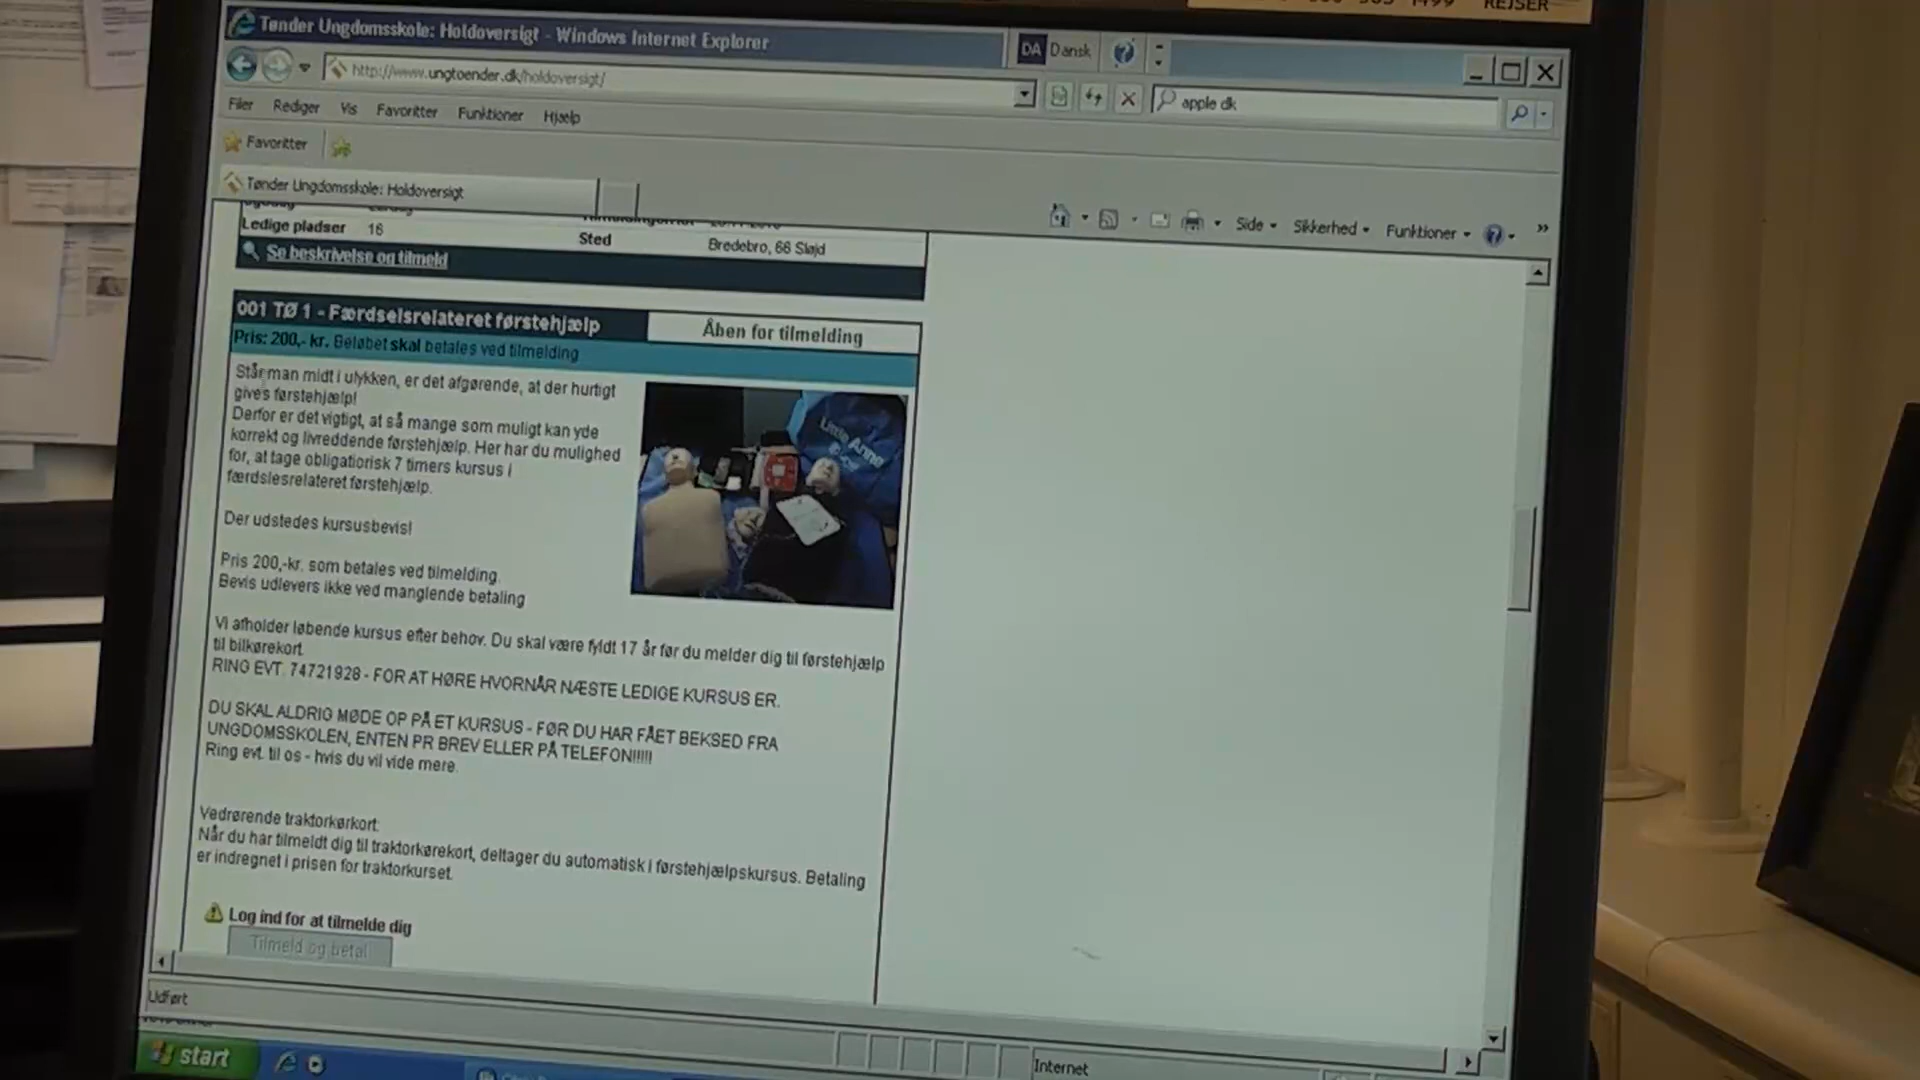 REJSER
Tønder Ungdomsskole: Holdoversigt - Windows Internet Explorer
DA Dansk
http://www.ungtoender.dk/holdoversigt/
apple dk
Filer Rediger Vis Favoritter Funktioner Hjælp
Favoritter
Tønder Ungdomsskole: Holdoversigt
Side Sikkerhed Funktioner
Ledige pladser 16
Sted Bredebro, 66 Sløjd
Se beskrivelse og tilmeld
001 TØ 1 - Færdselsrelateret førstehjælp
Åben for tilmelding
Pris: 200,- kr. Beløbet skal betales ved tilmelding
Står man midt i ulykken, er det afgørende, at der hurtigt
gives førstehjælp!
Derfor er det vigtigt, at så mange som muligt kan yde
korrekt og livreddende førstehjælp. Her har du mulighed
for, at tage obligatiorisk 7 timers kursus i
færdslesrelateret førstehjælp.
Little Anne
Der udstedes kursusbevis!
Pris 200,-kr. som betales ved tilmelding.
Bevis udlevers ikke ved manglende betaling
Vi afholder løbende kursus efter behov. Du skal være fyldt 17 år før du melder dig til førstehjælp
til bilkørekort.
RING EVT. 74721928 - FOR AT HØRE HVORNÅR NÆSTE LEDIGE KURSUS ER.
DU SKAL ALDRIG MØDE OP PÅ ET KURSUS - FØR DU HAR FÅET BEKSED FRA
UNGDOMSSKOLEN, ENTEN PR BREV ELLER PÅ TELEFON!!!!!
Ring evt. til os - hvis du vil vide mere.
Vedrørende traktorkørkort:
Når du har tilmeldt dig til traktorkørekort, deltager du automatisk i førstehjælpskursus. Betaling
er indregnet i prisen for traktorkurset.
Log ind for at tilmelde dig
Tilmeld og betal
Udført
Internet
start